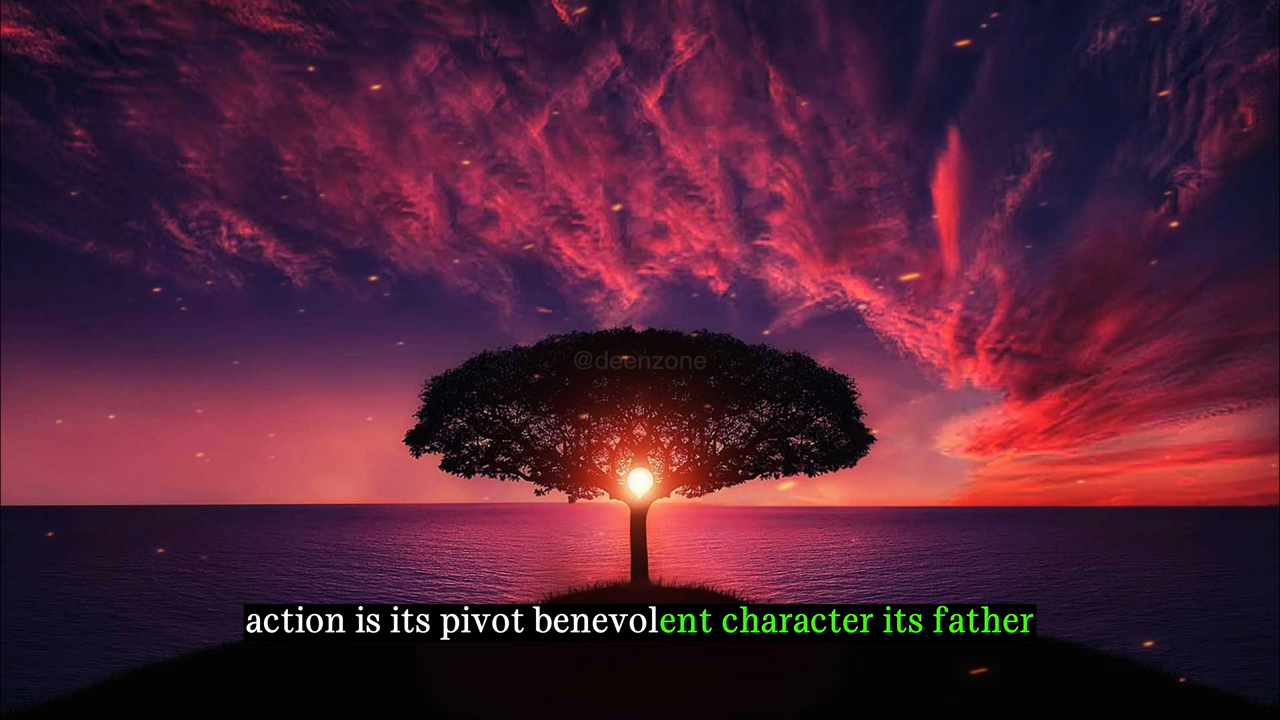 @deenzone
action is its pivot benevolent character its father